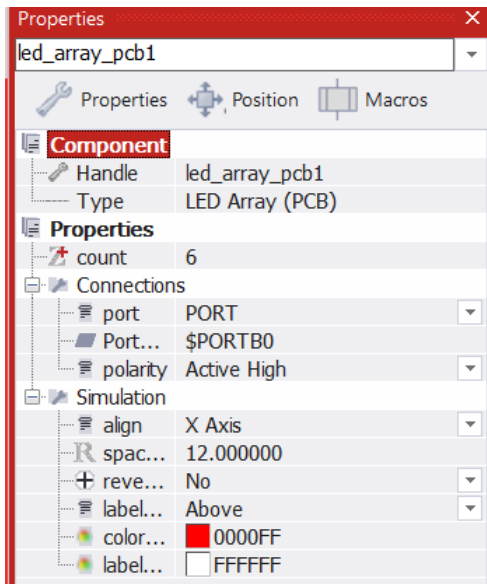 Properties
led_array_pcb1
Properties Position Macros
Component
Handle led_array_pcb1
Type LED Array (PCB)
Properties
count 6
Connections
port PORT
Port... $PORTB0
polarity Active High
Simulation
align X Axis
spac... 12.000000
reve... No
label... Above
color... 0000FF
label... FFFFFF